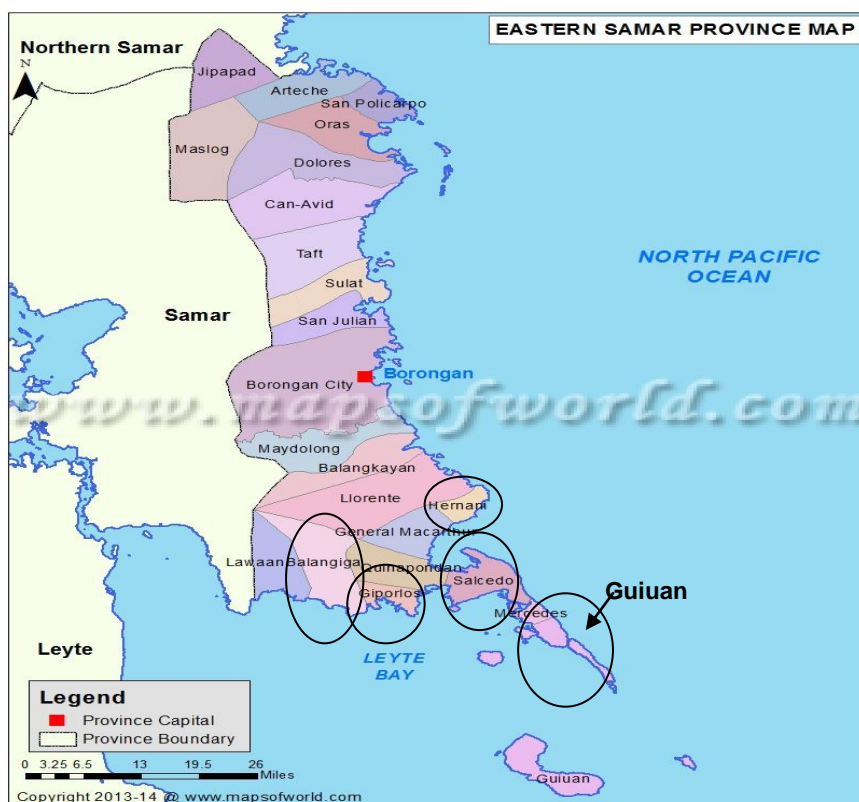 EASTERN SAMAR PROVINCE MAP
Northern Samar
N
Jipapad
Arteche
San Policarpo
Oras
Maslog
Dolores
Can-Avid
Taft
NORTH PACIFIC
OCEAN
Sulat
Samar
San Julian
Borongan City
Borongan
www.mapsofworld.com
Maydolong
Balangkayan
Llorente
Hernani
General Macarthur
Lawaan
Balangiga
Quinapondan
Salcedo
Giporlos
Guiuan
Mercedes
Leyte
LEYTE
BAY
Legend
Province Capital
Province Boundary
0 3.25 6.5 13 19.5 26
Miles
Guiuan
Copyright 2013-14 @ www.mapsofworld.com